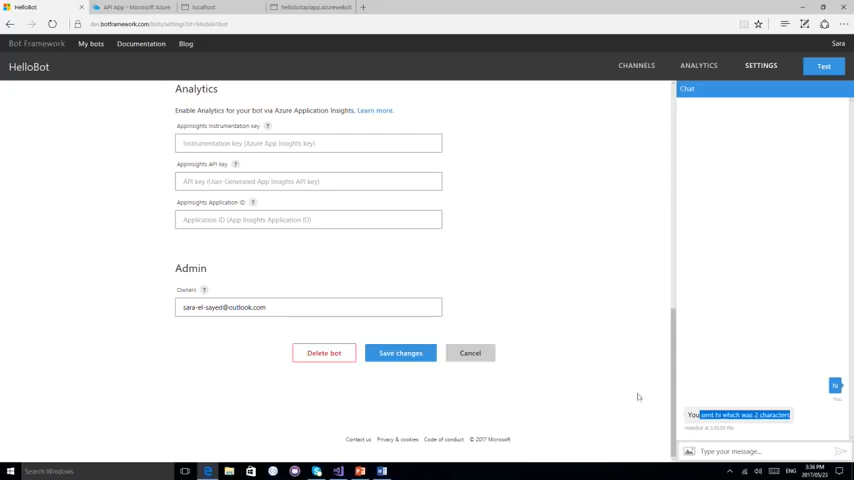 HelloBot
API App - Microsoft Azure
localhost
hellobotapiapp.azurewebsit
dev.botframework.com/bots/settings?id=Module1bot
Bot Framework
My bots
Documentation
Blog
Sara
HelloBot
CHANNELS
ANALYTICS
SETTINGS
Test
Analytics
Chat
Enable Analytics for your bot via Azure Application Insights. Learn more.
AppInsights Instrumentation key ?
Instrumentation key (Azure App Insights key)
AppInsights API key ?
API key (User-Generated App Insights API key)
AppInsights Application ID ?
Application ID (App Insights Application ID)
Admin
Owners ?
sara-el-sayed@outlook.com
Delete bot
Save changes
Cancel
hi
You
You sent hi which was 2 characters
Contact us
Privacy & cookies
Code of conduct
© 2017 Microsoft
Type your message...
Search Windows
ENG
3:36 PM
2017/05/23